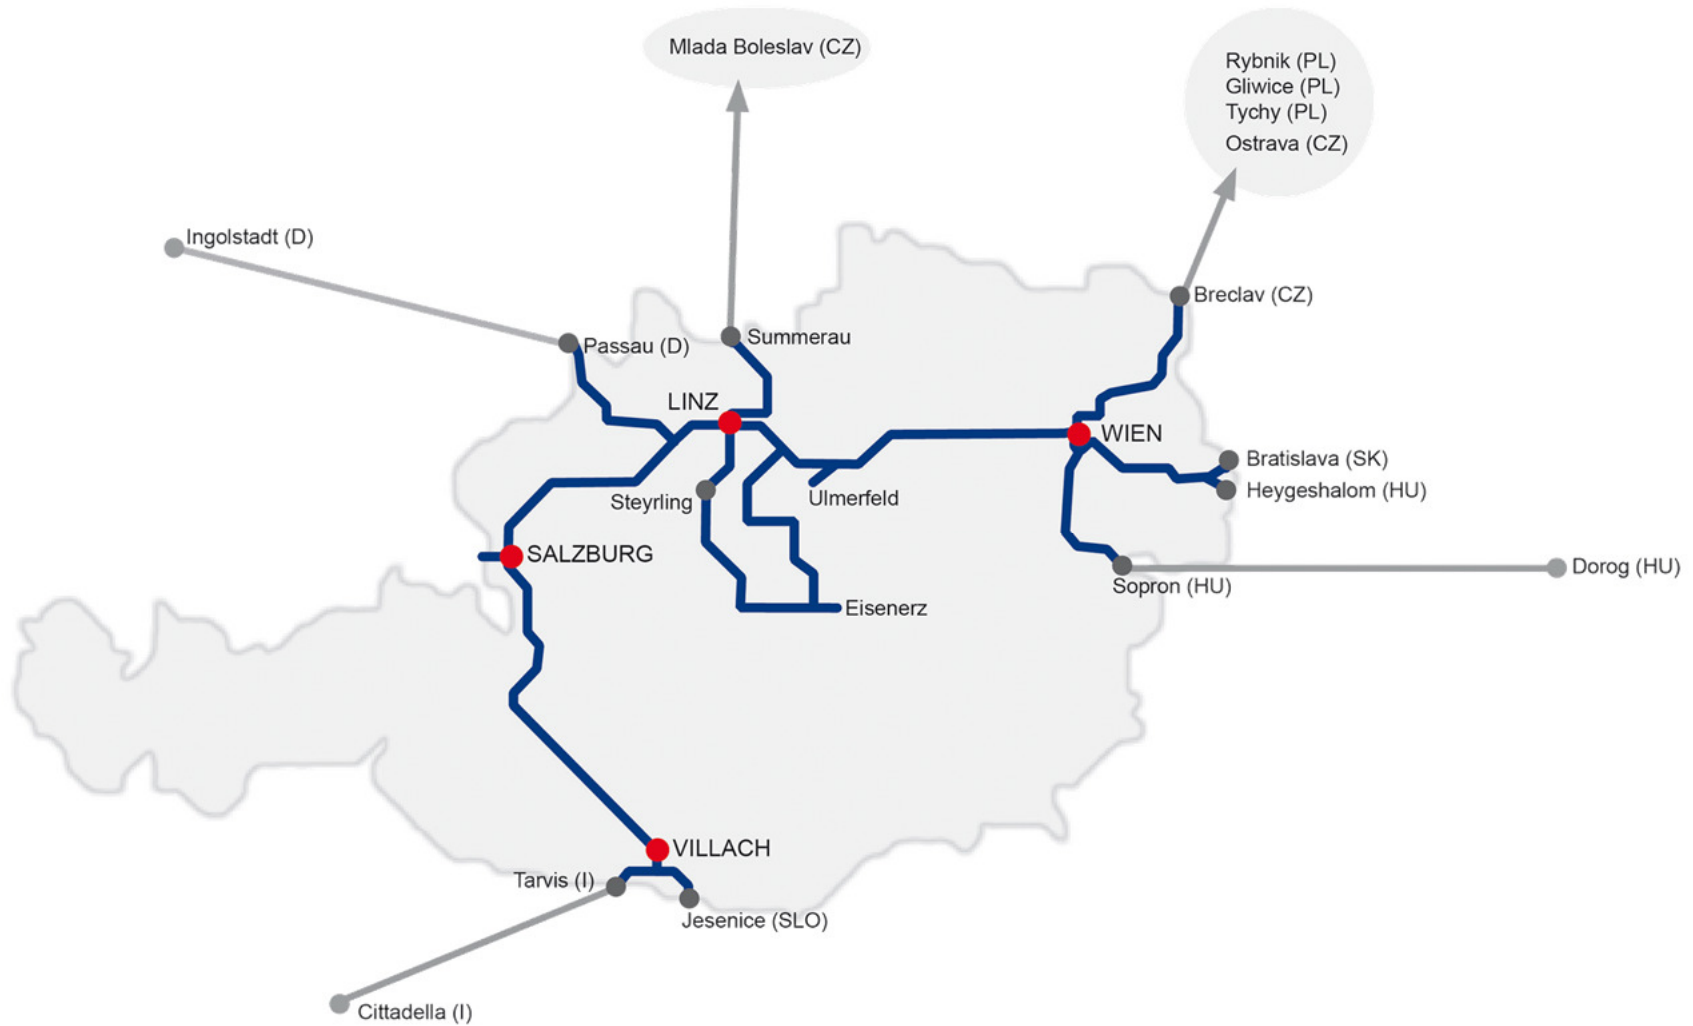 Mlada Boleslav (CZ)
Rybnik (PL)
Gliwice (PL)
Tychy (PL)
Ostrava (CZ)
Ingolstadt (D)
Breclav (CZ)
Passau (D)
Summerau
LINZ
WIEN
Bratislava (SK)
Heygeshalom (HU)
Steyrling
Ulmerfeld
SALZBURG
Dorog (HU)
Sopron (HU)
Eisenerz
VILLACH
Tarvis (I)
Jesenice (SLO)
Cittadella (I)